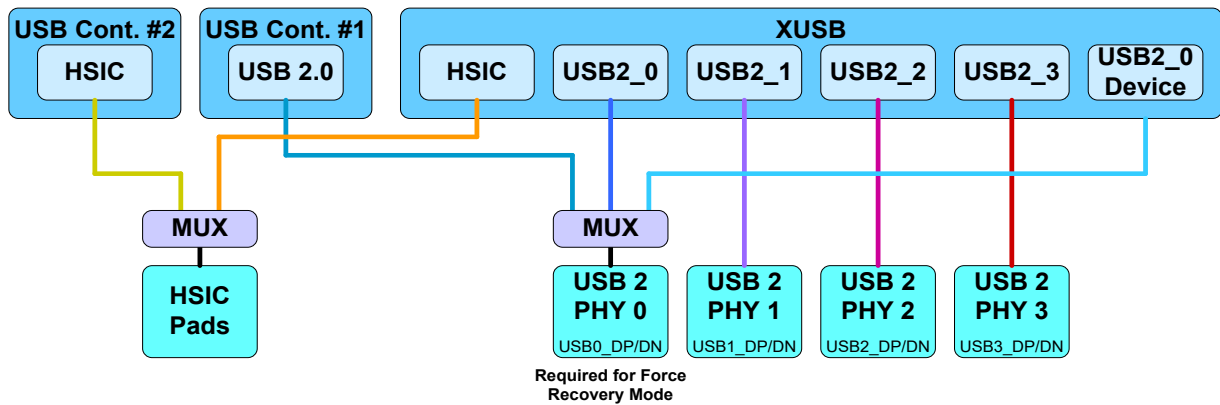 USB Cont. #2
HSIC
USB Cont. #1
USB 2.0
XUSB
HSIC
USB2_0
USB2_1
USB2_2
USB2_3
USB2_0
Device
MUX
MUX
HSIC
Pads
USB 2
PHY 0
USB0_DP/DN
USB 2
PHY 1
USB1_DP/DN
USB 2
PHY 2
USB2_DP/DN
USB 2
PHY 3
USB3_DP/DN
Required for Force
Recovery Mode